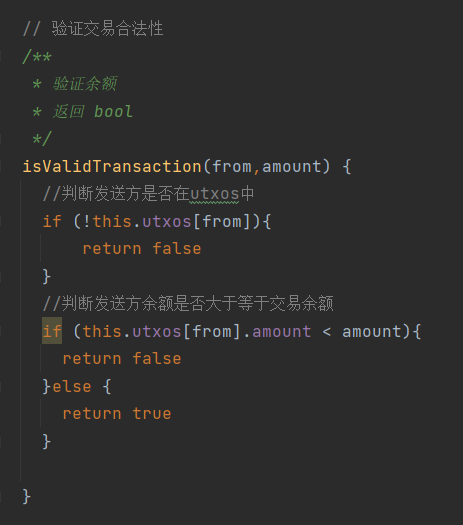 // 验证交易合法性
/**
 * 验证余额
 * 返回 bool
 */
isValidTransaction(from,amount) {
  //判断发送方是否在utxos中
  if (!this.utxos[from]){
      return false
  }
  //判断发送方余额是否大于等于交易余额
  if (this.utxos[from].amount < amount){
    return false
  }else {
    return true
  }
}